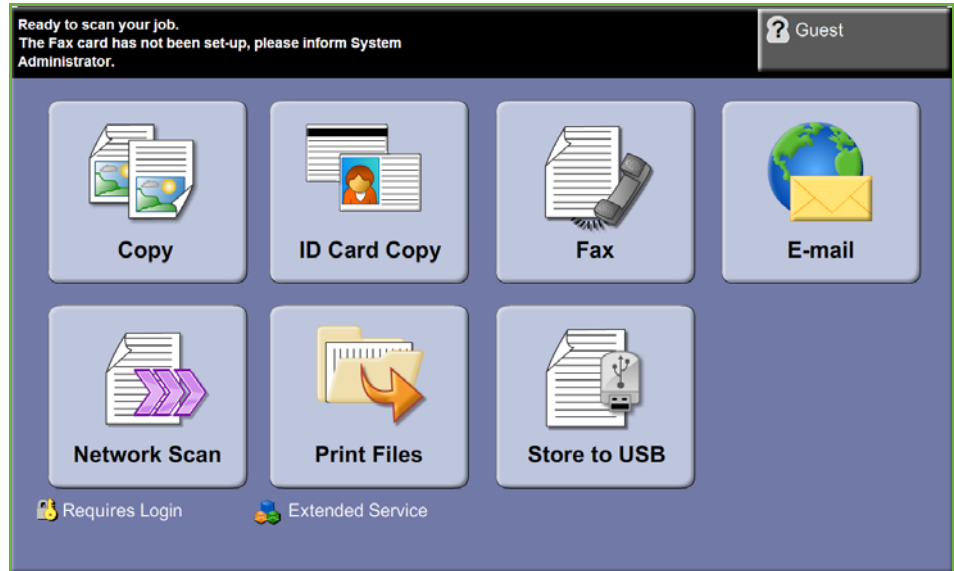 Ready to scan your job.
The Fax card has not been set-up, please inform System
Administrator.
Guest
Copy
ID Card Copy
Fax
E-mail
Network Scan
Print Files
Store to USB
Requires Login
Extended Service